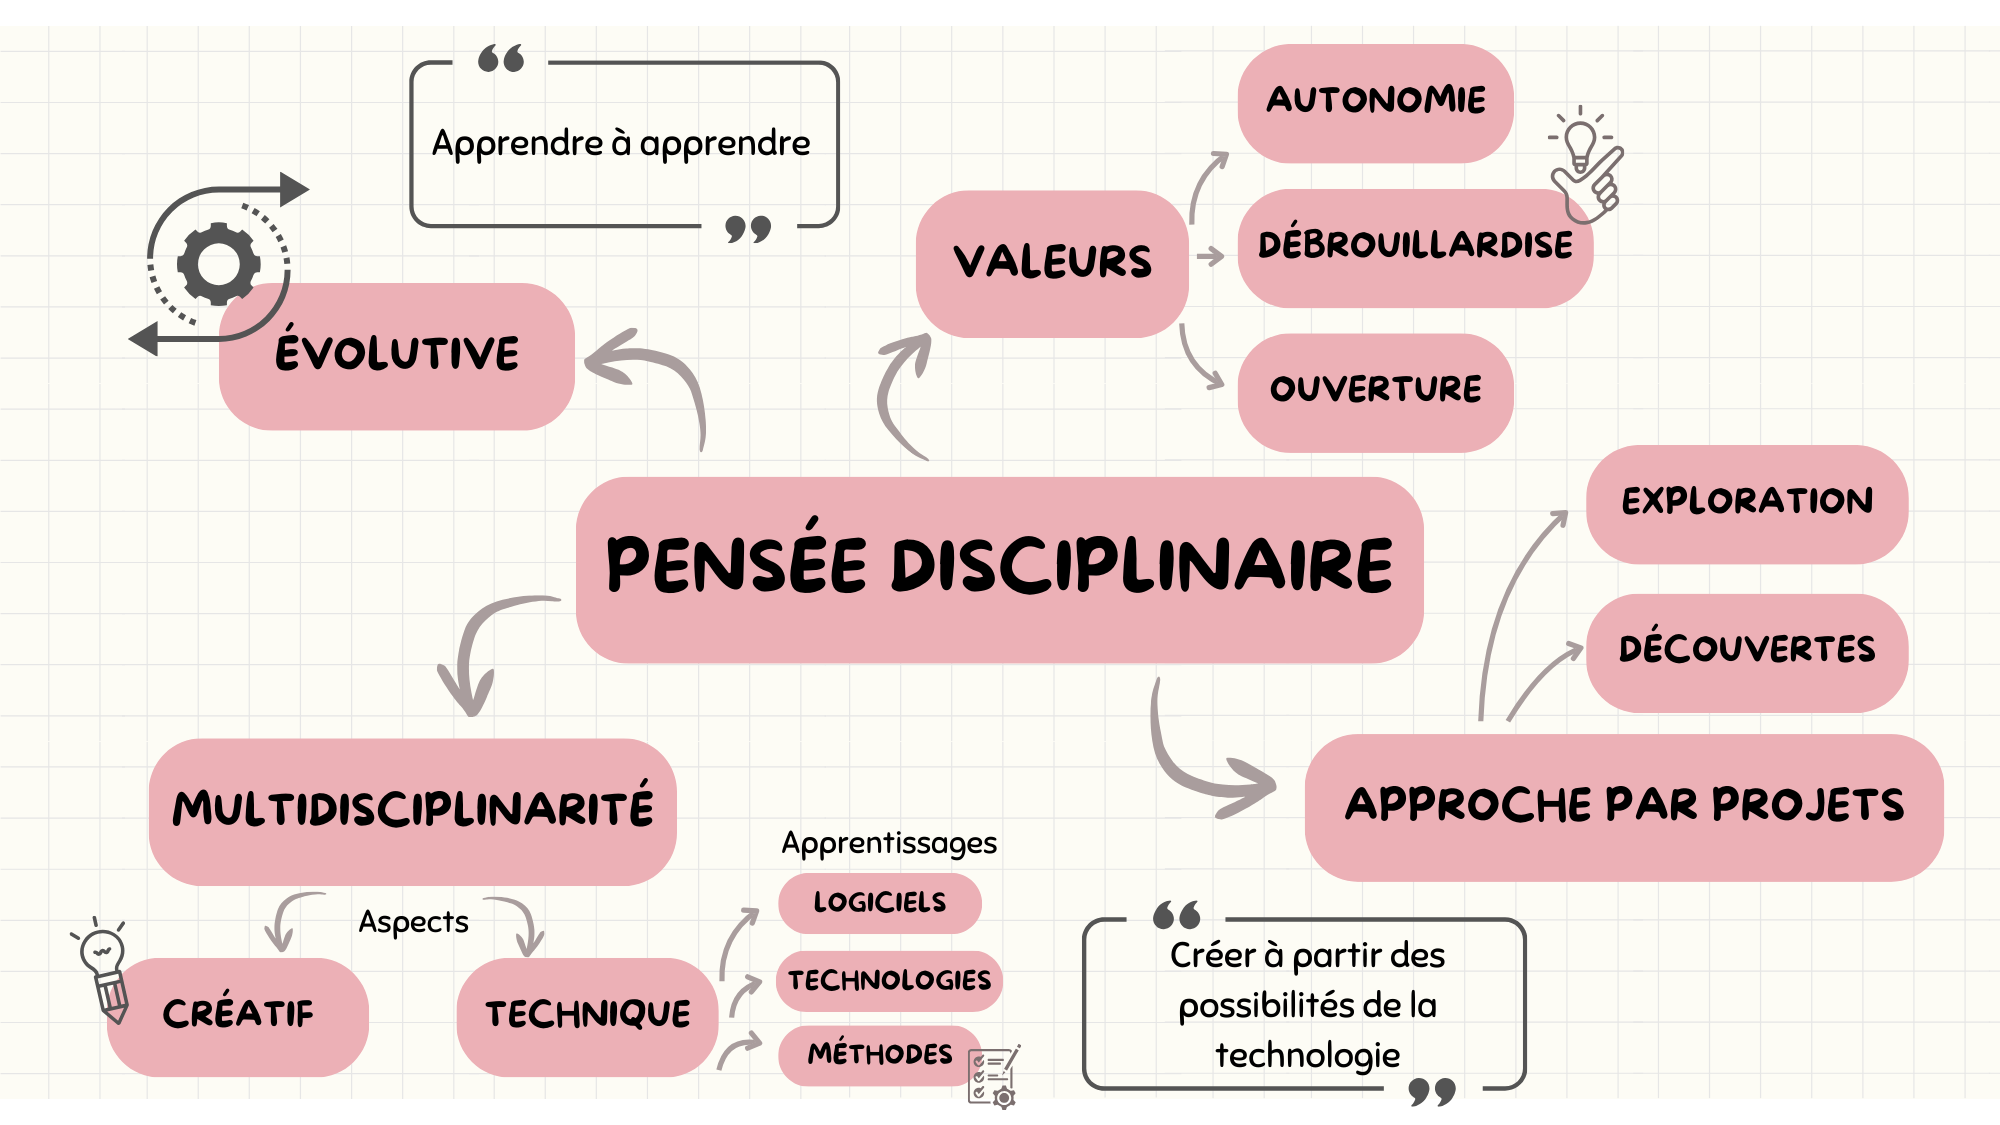 Apprendre à apprendre
ÉVOLUTIVE
VALEURS
AUTONOMIE
DÉBROUILLARDISE
OUVERTURE
PENSÉE DISCIPLINAIRE
EXPLORATION
DÉCOUVERTES
APPROCHE PAR PROJETS
MULTIDISCIPLINARITÉ
Aspects
CRÉATIF
TECHNIQUE
Apprentissages
LOGICIELS
TECHNOLOGIES
MÉTHODES
Créer à partir des
possibilités de la
technologie